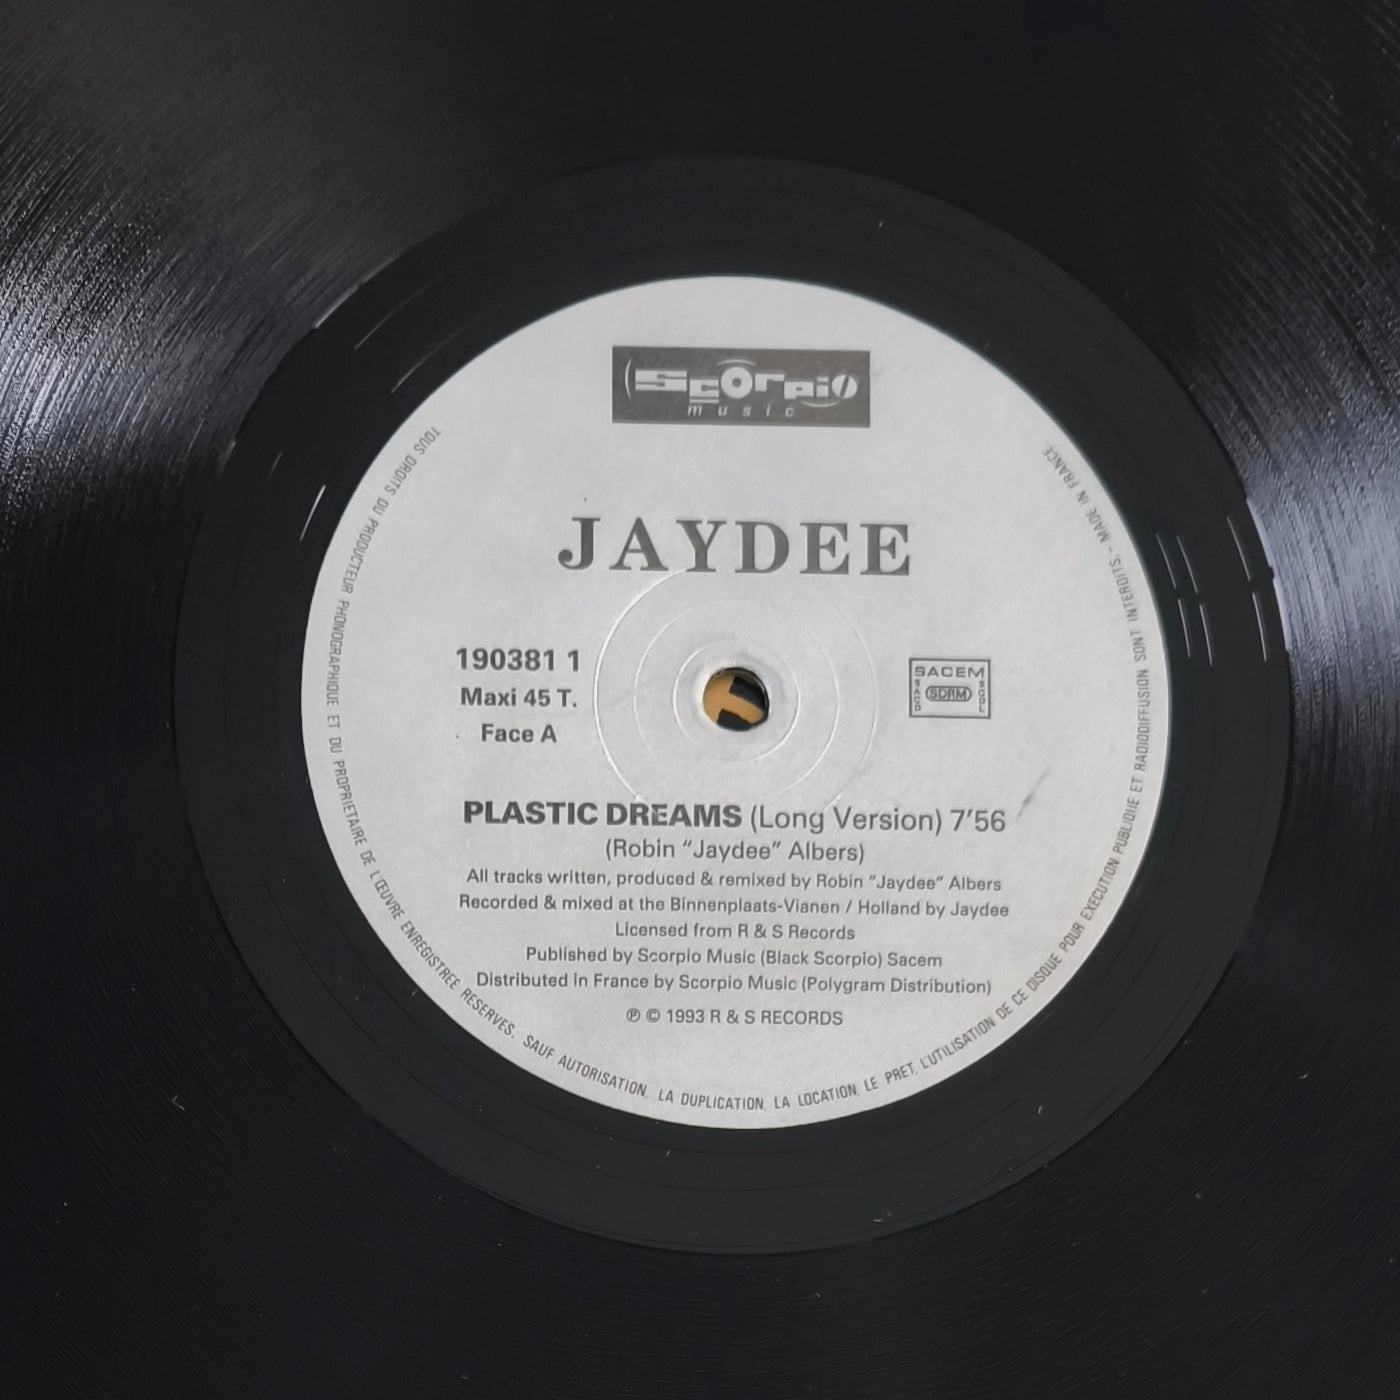 Scorpio
music
JAYDEE
190381 1
Maxi 45 T.
Face A
SACEM
SACD
SDRM
SGDL
PLASTIC DREAMS (Long Version) 7'56
(Robin "Jaydee" Albers)
All tracks written, produced & remixed by Robin "Jaydee" Albers
Recorded & mixed at the Binnenplaats-Vianen / Holland by Jaydee
Licensed from R & S Records
Published by Scorpio Music (Black Scorpio) Sacem
Distributed in France by Scorpio Music (Polygram Distribution)
℗ © 1993 R & S RECORDS
TOUS DROITS DU PRODUCTEUR PHONOGRAPHIQUE ET DU PROPRIETAIRE DE L'ŒUVRE ENREGISTREE RESERVES. SAUF AUTORISATION, LA DUPLICATION, LA LOCATION, LE PRET, L'UTILISATION DE CE DISQUE POUR EXECUTION PUBLIQUE ET RADIODIFFUSION SONT INTERDITS. - MADE IN FRANCE.